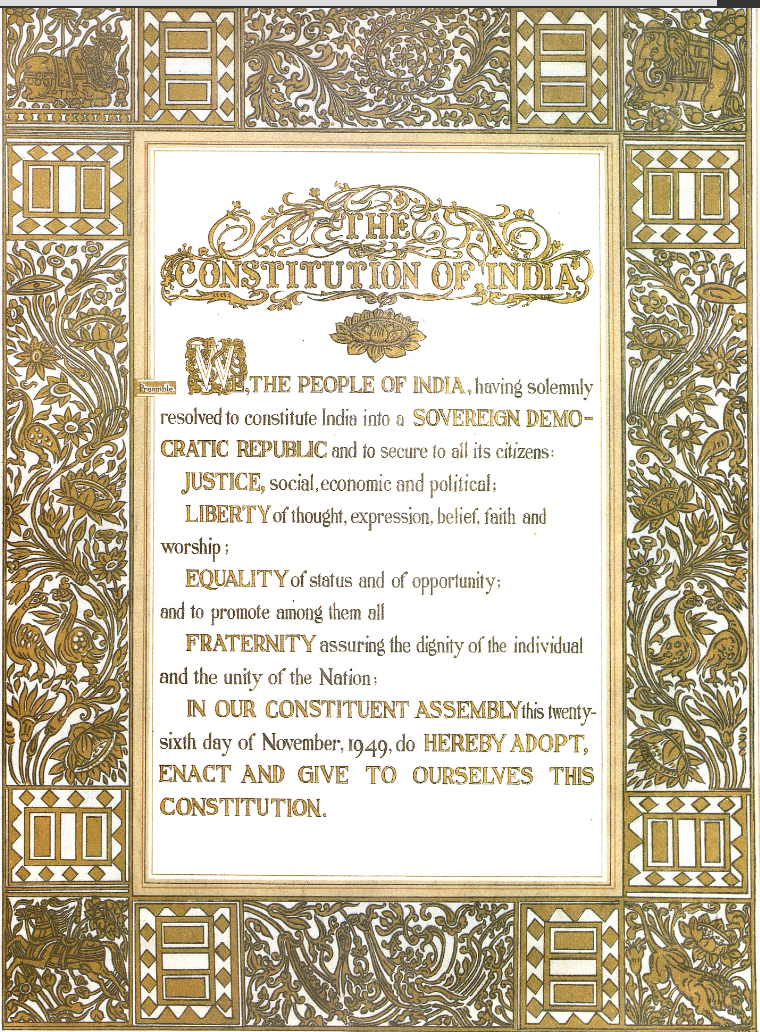 THE
CONSTITUTION OF INDIA
Preamble.
WE, THE PEOPLE OF INDIA, having solemnly
resolved to constitute India into a SOVEREIGN DEMO-
CRATIC REPUBLIC and to secure to all its citizens:
JUSTICE, social, economic and political;
LIBERTY of thought, expression, belief, faith and
worship;
EQUALITY of status and of opportunity;
and to promote among them all
FRATERNITY assuring the dignity of the individual
and the unity of the Nation;
IN OUR CONSTITUENT ASSEMBLY this twenty-
sixth day of November, 1949, do HEREBY ADOPT,
ENACT AND GIVE TO OURSELVES THIS
CONSTITUTION.